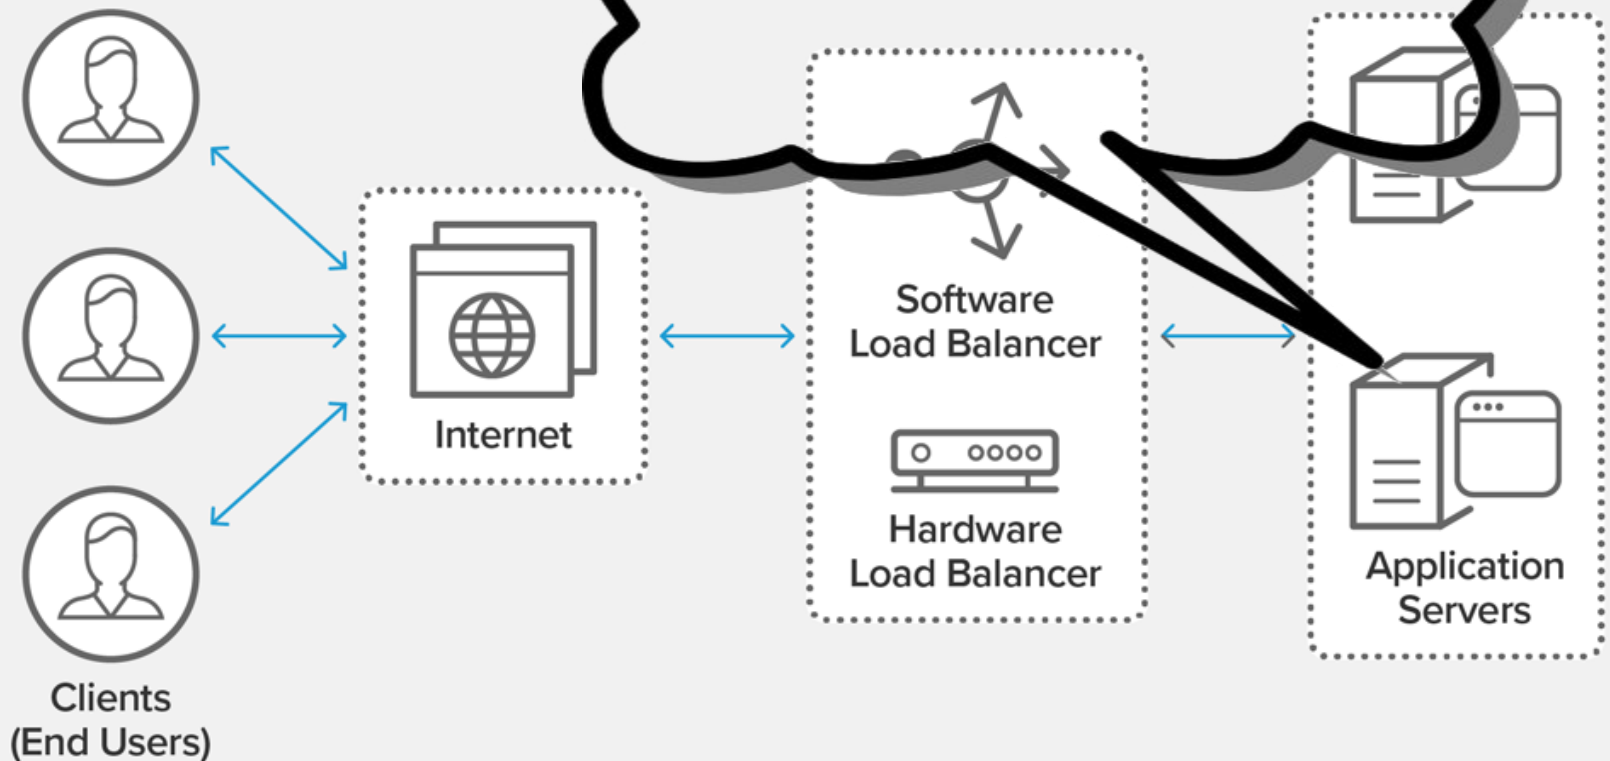 Software
Load Balancer
Internet
Hardware
Load Balancer
Application
Servers
Clients
(End Users)